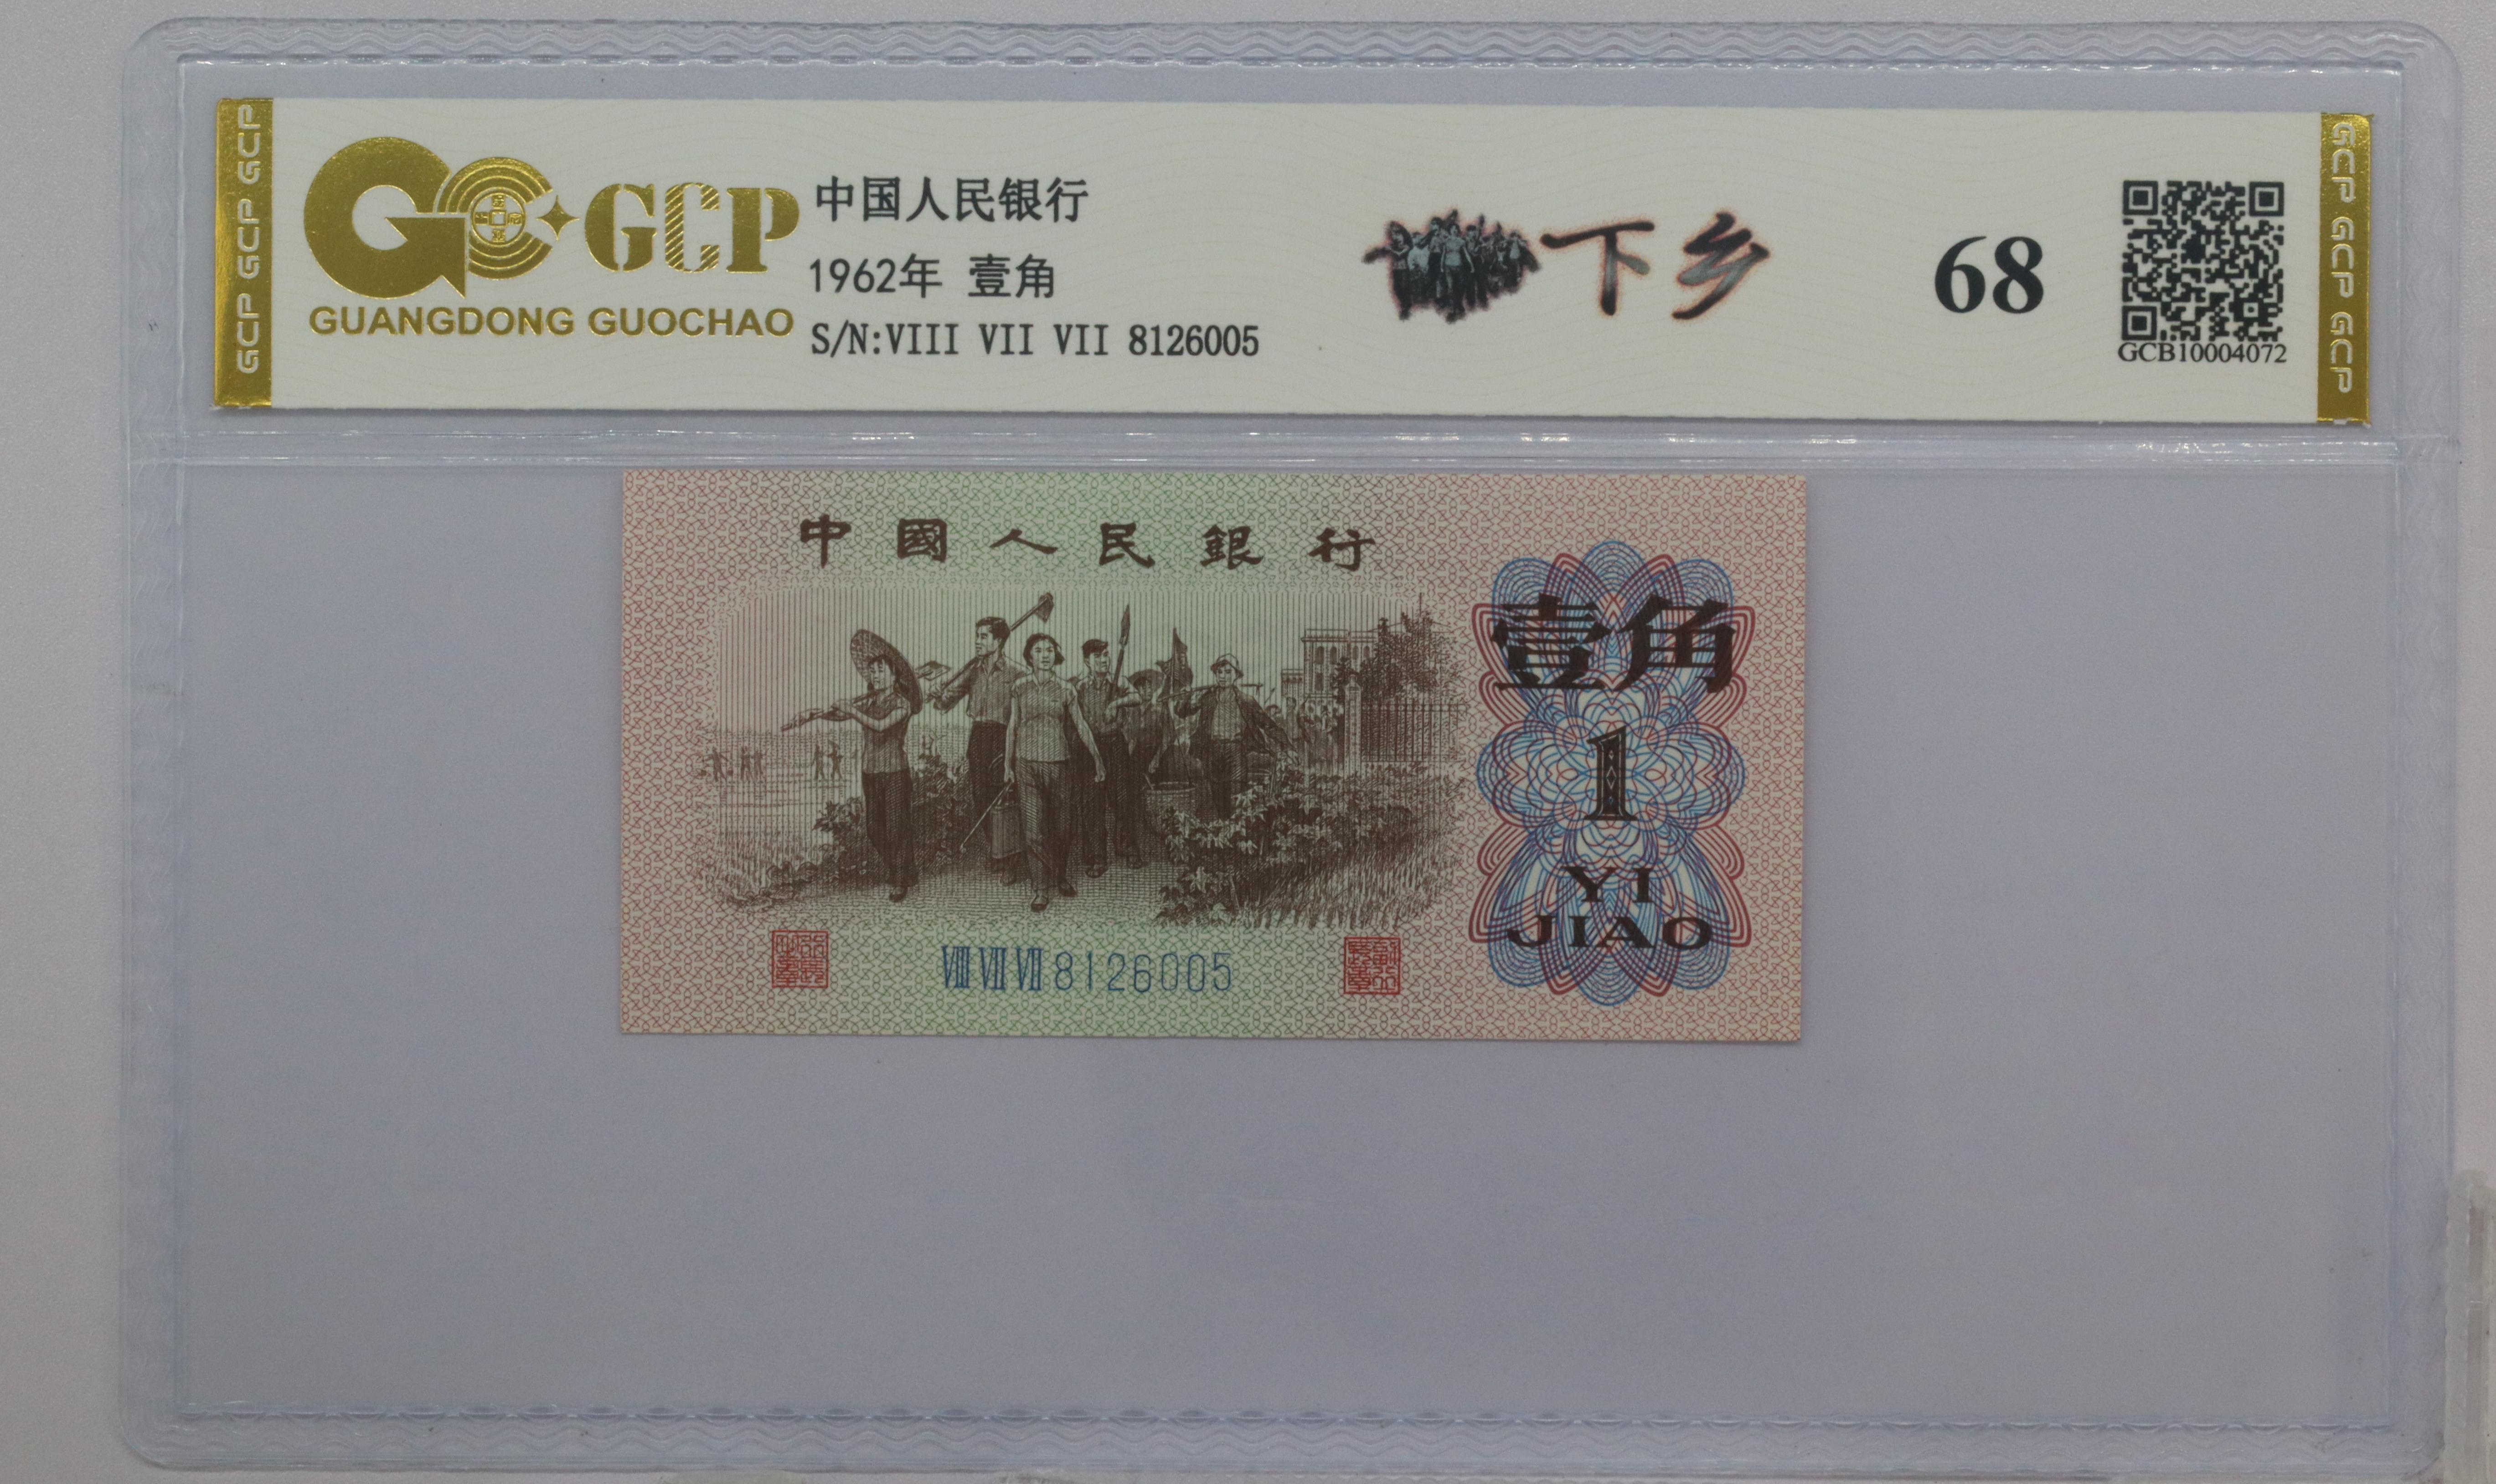 GCP GCP GCP
GCP
GUANGDONG GUOCHAO
中国人民银行
1962年 壹角
S/N:VIII VII VII 8126005
下乡
68
GCB10004072
GCP GCP GCP
中國人民銀行
壹角
1
YI
JIAO
VIII VII VII 8126005